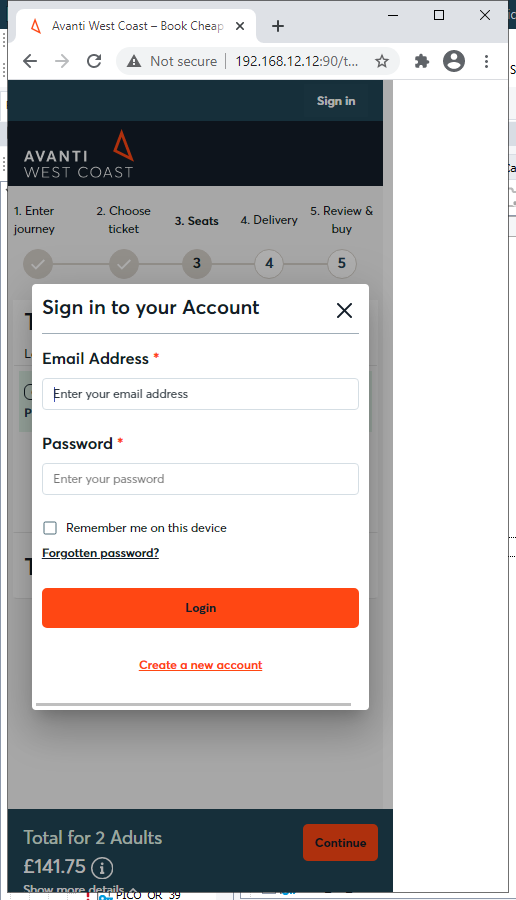 Avanti West Coast – Book Cheap
Not secure
192.168.12.12:90/t...
Sign in
AVANTI
WEST COAST
1. Enter journey
2. Choose ticket
3. Seats
4. Delivery
5. Review & buy
3
4
5
Sign in to your Account
Email Address *
Enter your email address
Password *
Enter your password
Remember me on this device
Forgotten password?
Login
Create a new account
Total for 2 Adults
£141.75
Continue
Show more details
PICO_OR_39